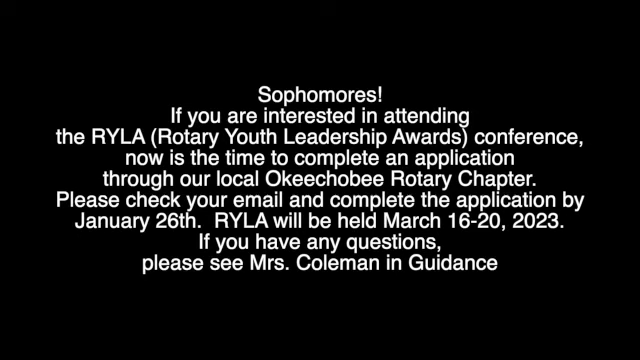 Sophomores!
If you are interested in attending
the RYLA (Rotary Youth Leadership Awards) conference,
now is the time to complete an application
through our local Okeechobee Rotary Chapter.
Please check your email and complete the application by
January 26th.  RYLA will be held March 16-20, 2023.
If you have any questions,
please see Mrs. Coleman in Guidance